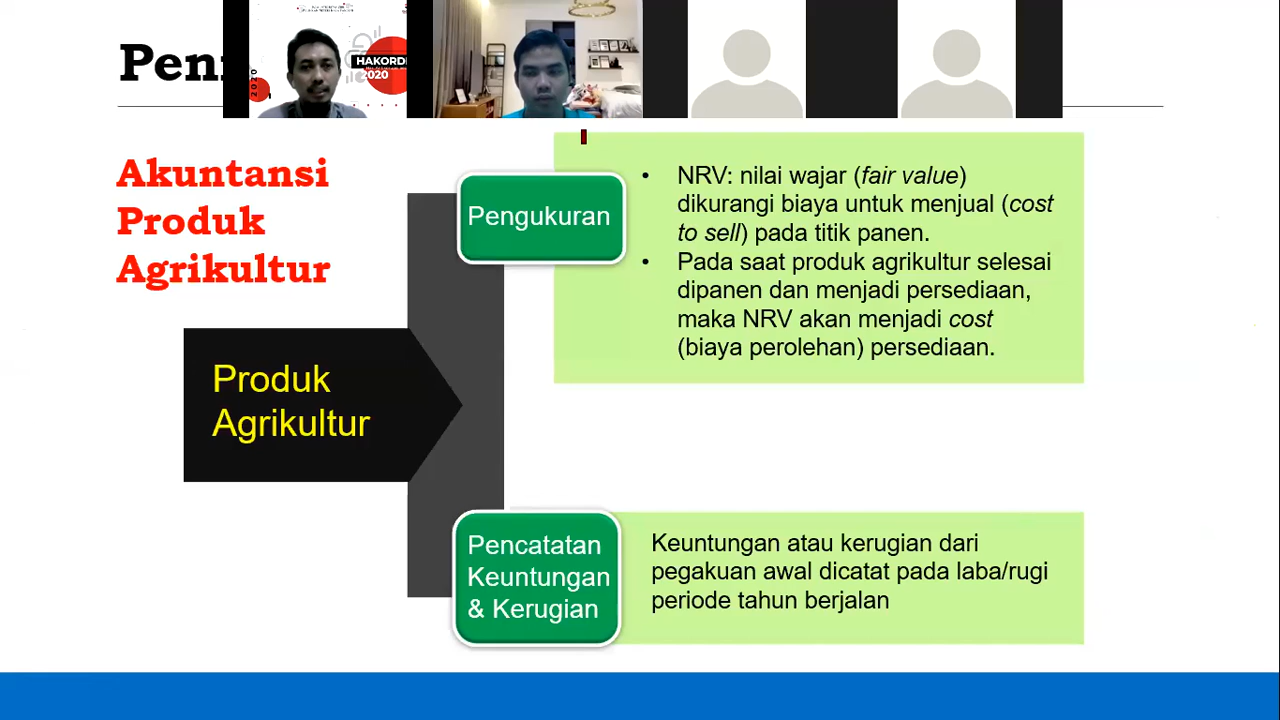 HAKORDI
2020
2020
Akuntansi
Produk
Agrikultur
Pengukuran
• NRV: nilai wajar (fair value)
dikurangi biaya untuk menjual (cost
to sell) pada titik panen.
• Pada saat produk agrikultur selesai
dipanen dan menjadi persediaan,
maka NRV akan menjadi cost
(biaya perolehan) persediaan.
Produk
Agrikultur
Pencatatan
Keuntungan
& Kerugian
Keuntungan atau kerugian dari
pegakuan awal dicatat pada laba/rugi
periode tahun berjalan